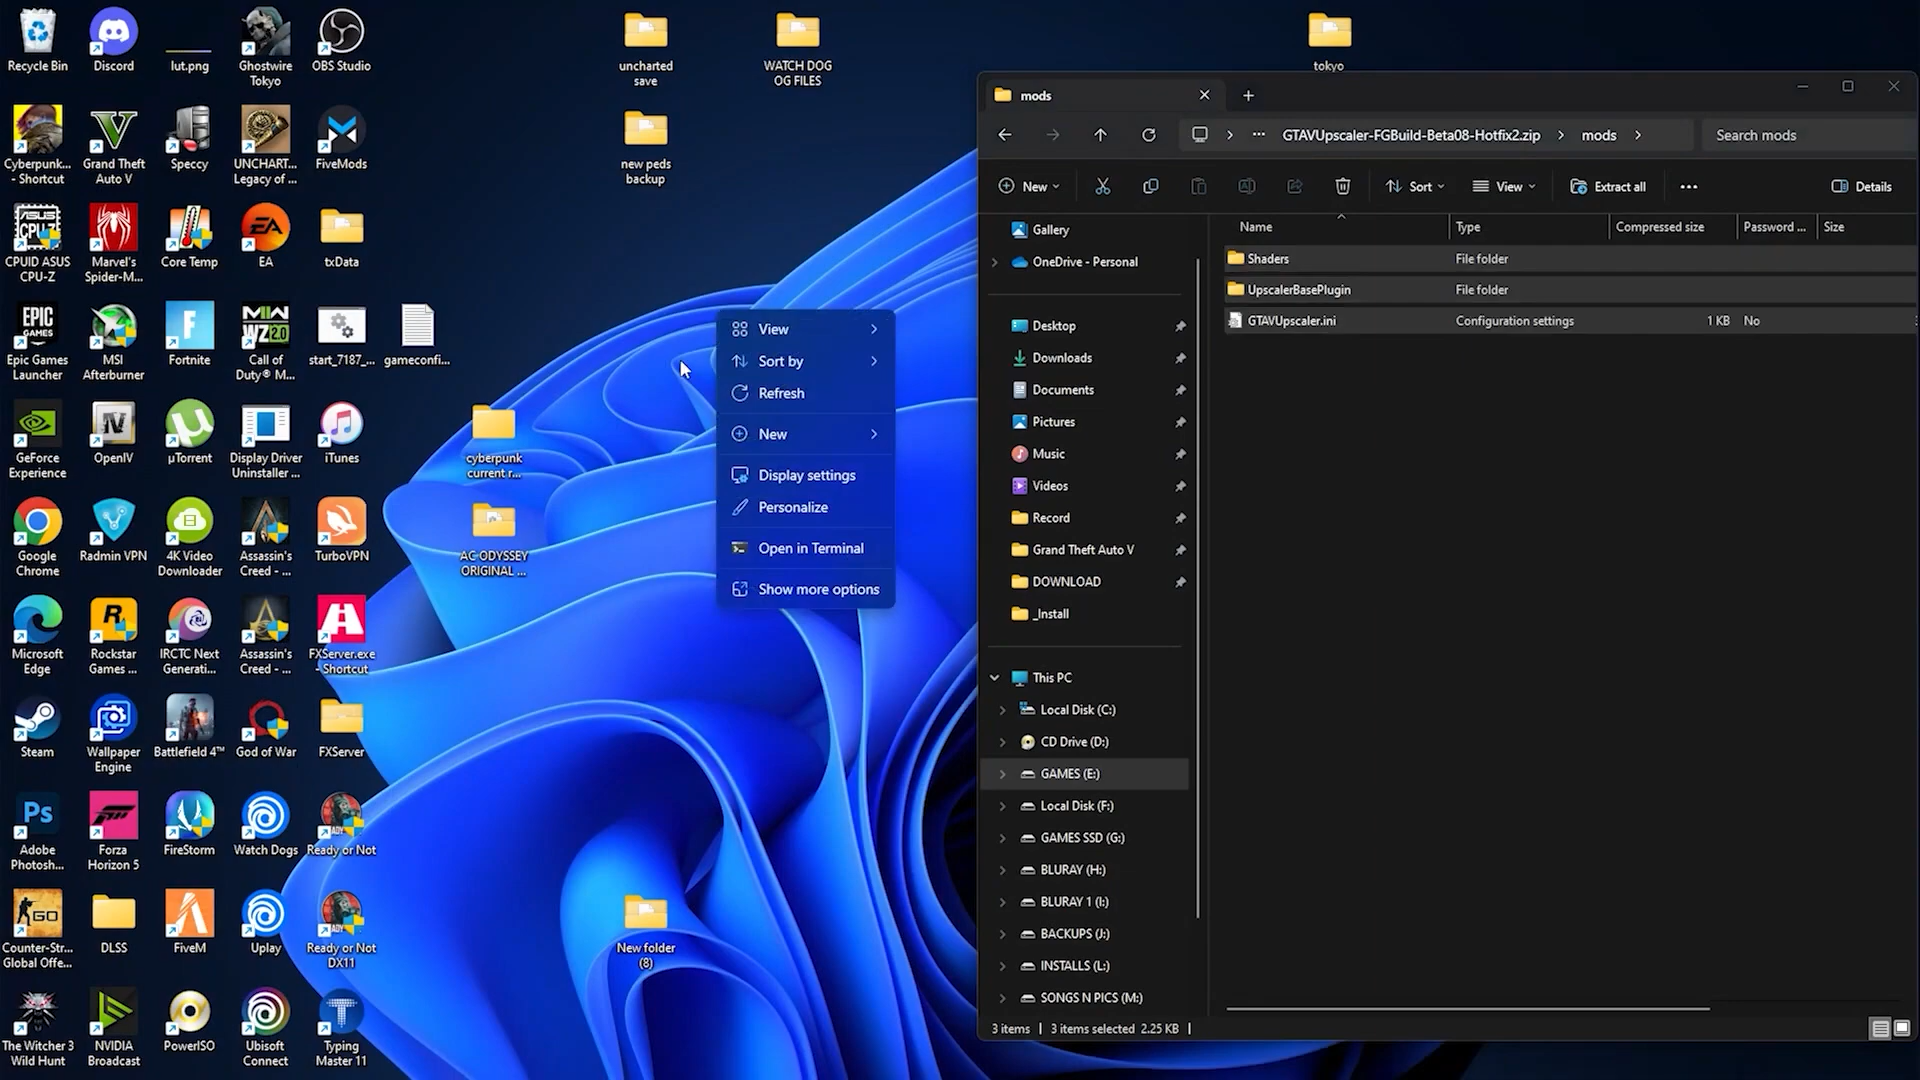 Recycle Bin
Discord
lut.png
Ghostwire
Tokyo
OBS Studio
uncharted
save
WATCH DOG
OG FILES
tokyo
Cyberpunk...
- Shortcut
Grand Theft
Auto V
Speccy
UNCHART...
Legacy of ...
FiveMods
new peds
backup
CPUID ASUS
CPU-Z
Marvel's
Spider-M...
Core Temp
EA
txData
Epic Games
Launcher
MSI
Afterburner
Fortnite
Call of
Duty® M...
start_7187_...
gameconfi...
GeForce
Experience
OpenIV
µTorrent
Display Driver
Uninstaller ...
iTunes
cyberpunk
current r...
Google
Chrome
Radmin VPN
4K Video
Downloader
Assassin's
Creed - ...
TurboVPN
AC ODYSSEY
ORIGINAL ...
Microsoft
Edge
Rockstar
Games ...
IRCTC Next
Generati...
Assassin's
Creed - ...
FXServer.exe
- Shortcut
Steam
Wallpaper
Engine
Battlefield 4™
God of War
FXServer
Adobe
Photosh...
Forza
Horizon 5
FireStorm
Watch Dogs
Ready or Not
Counter-Str...
Global Offe...
DLSS
FiveM
Uplay
Ready or Not
DX11
New folder
(8)
The Witcher 3
Wild Hunt
NVIDIA
Broadcast
PowerISO
Ubisoft
Connect
Typing
Master 11
View
Sort by
Refresh
New
Display settings
Personalize
Open in Terminal
Show more options
mods
GTAVUpscaler-FGBuild-Beta08-Hotfix2.zip
mods
Search mods
New
Sort
View
Extract all
Details
Gallery
OneDrive - Personal
Desktop
Downloads
Documents
Pictures
Music
Videos
Record
Grand Theft Auto V
DOWNLOAD
_Install
This PC
Local Disk (C:)
CD Drive (D:)
GAMES (E:)
Local Disk (F:)
GAMES SSD (G:)
BLURAY (H:)
BLURAY 1 (I:)
BACKUPS (J:)
INSTALLS (L:)
SONGS N PICS (M:)
Name Type Compressed size Password ... Size
Shaders File folder
UpscalerBasePlugin File folder
GTAVUpscaler.ini Configuration settings 1 KB No
3 items 3 items selected 2.25 KB